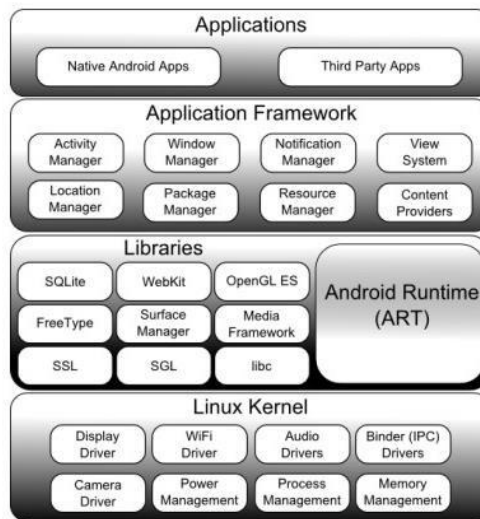 Applications
Native Android Apps
Third Party Apps
Application Framework
Activity
Manager
Window
Manager
Notification
Manager
View
System
Location
Manager
Package
Manager
Resource
Manager
Content
Providers
Libraries
SQLite
WebKit
OpenGL ES
FreeType
Surface
Manager
Media
Framework
SSL
SGL
libc
Android Runtime
(ART)
Linux Kernel
Display
Driver
WiFi
Driver
Audio
Drivers
Binder (IPC)
Drivers
Camera
Driver
Power
Management
Process
Management
Memory
Management